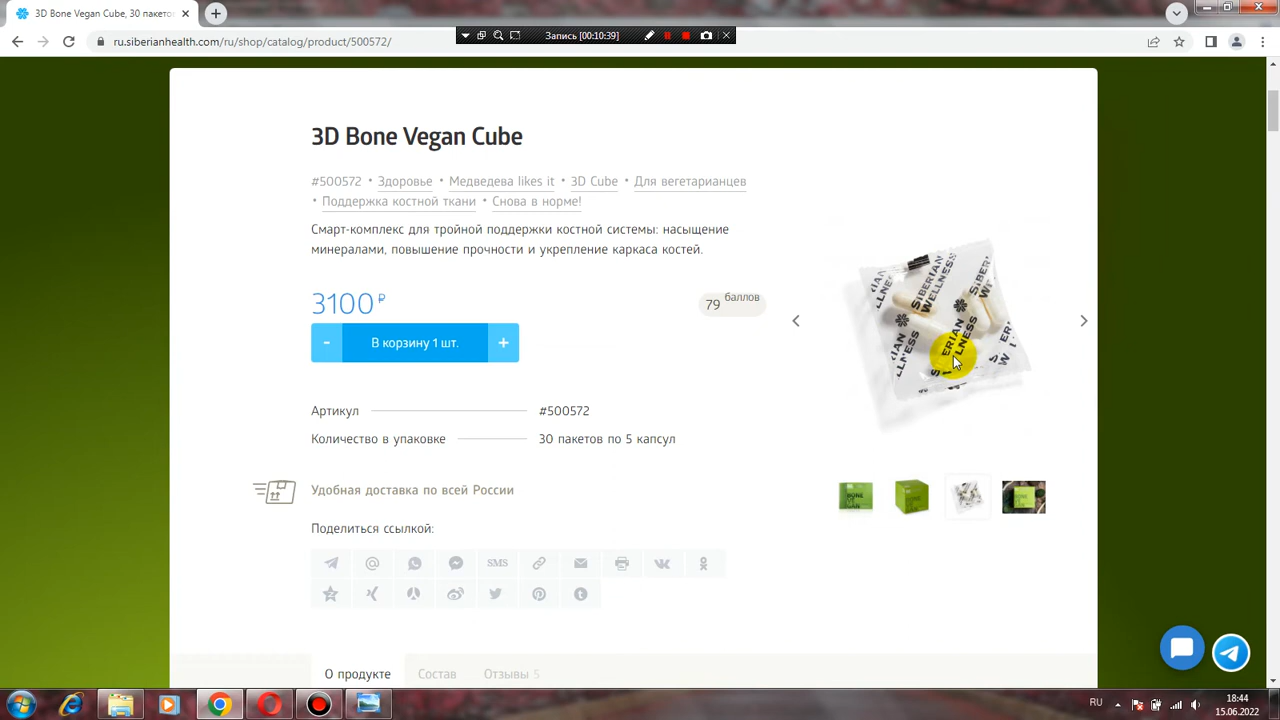 3D Bone Vegan Cube, 30 пакетов
ru.siberianhealth.com/ru/shop/catalog/product/500572/
Запись [00:10:39]
3D Bone Vegan Cube
#500572 • Здоровье • Медведева likes it • 3D Cube • Для вегетарианцев
• Поддержка костной ткани • Снова в норме!
Смарт-комплекс для тройной поддержки костной системы: насыщение
минералами, повышение прочности и укрепление каркаса костей.
3100 ₽
79 баллов
- В корзину 1 шт. +
SIBERIAN WELLNESS
Артикул #500572
Количество в упаковке 30 пакетов по 5 капсул
Удобная доставка по всей России
Поделиться ссылкой:
SMS
О продукте Состав Отзывы 5
RU
18:44
15.06.2022